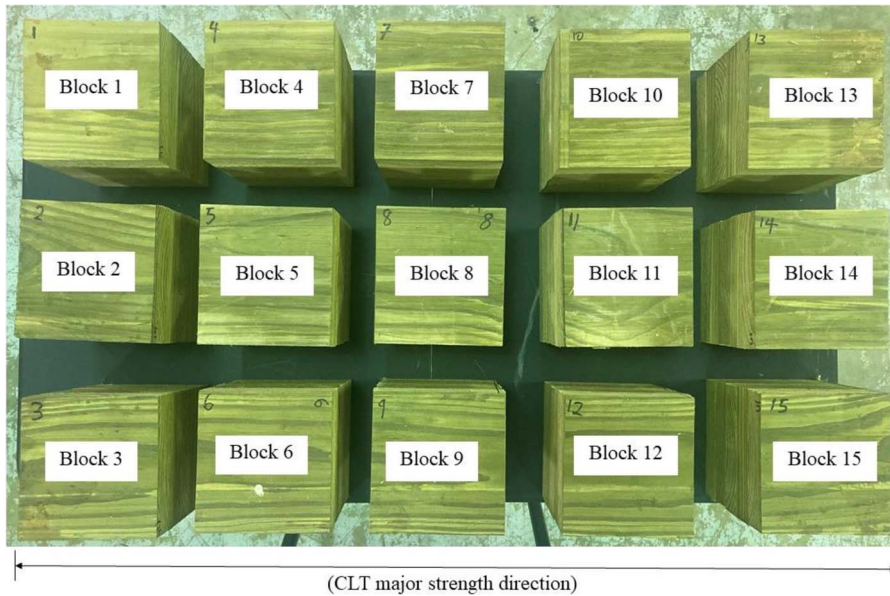 1
4
7
10
13
Block 1
Block 4
Block 7
Block 10
Block 13
2
5
8
8
11
14
Block 2
Block 5
Block 8
Block 11
Block 14
3
6
9
12
15
Block 3
Block 6
Block 9
Block 12
Block 15
(CLT major strength direction)